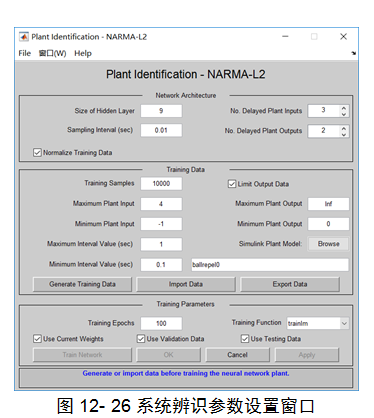 Plant Identification - NARMA-L2
File 窗口(W) Help
Plant Identification - NARMA-L2
Network Architecture
Size of Hidden Layer 9 No. Delayed Plant Inputs 3
Sampling Interval (sec) 0.01 No. Delayed Plant Outputs 2
Normalize Training Data
Training Data
Training Samples 10000 Limit Output Data
Maximum Plant Input 4 Maximum Plant Output Inf
Minimum Plant Input -1 Minimum Plant Output 0
Maximum Interval Value (sec) 1 Simulink Plant Model: Browse
Minimum Interval Value (sec) 0.1 ballrepel0
Generate Training Data Import Data Export Data
Training Parameters
Training Epochs 100 Training Function trainlm
Use Current Weights Use Validation Data Use Testing Data
Train Network OK Cancel Apply
Generate or import data before training the neural network plant.
图 12- 26 系统辨识参数设置窗口